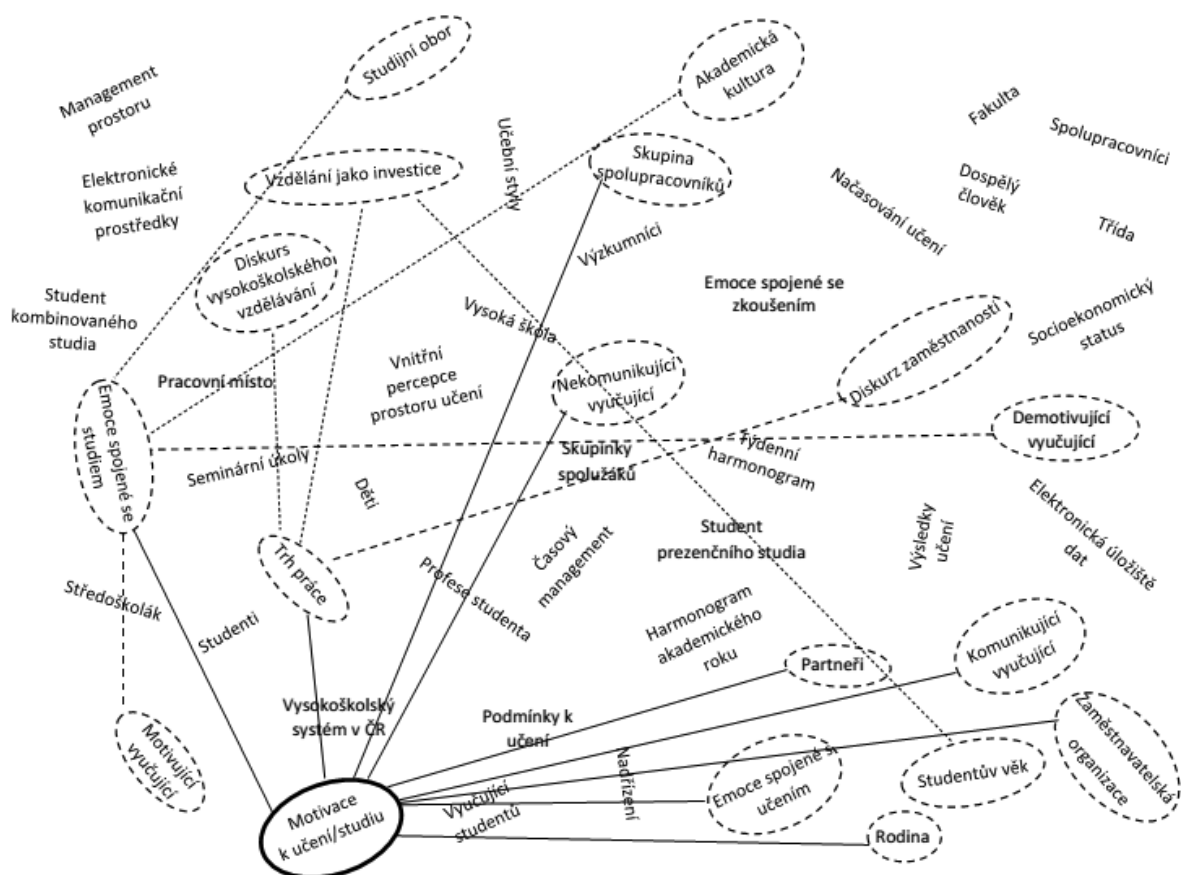 Studijní obor
Akademická
kultura
Management
prostoru
Učební styly
Fakulta
Spolupracovníci
Elektronické
komunikační
prostředky
Vzdělání jako investice
Skupina
spolupracovníků
Načasování učení
Dospělý
člověk
Třída
Výzkumníci
Diskurs
vysokoškolského
vzdělávání
Emoce spojené se
zkoušením
Student
kombinovaného
studia
Vysoká škola
Socioekonomický
status
Diskurz zaměstnaností
Vnitřní
percepce
prostoru učení
Pracovní místo
Nekomunikující
vyučující
Emoce spojené se
studiem
Demotivující
vyučující
Seminární úkoly
Skupinky
spolužáků
Týdenní
harmonogram
Děti
Časový
management
Student
prezenčního studia
Výsledky
učení
Elektronická úložiště
dat
Trh práce
Profese studenta
Středoškolák
Studenti
Harmonogram
akademického
roku
Partneři
Komunikující
vyučující
Vysokoškolský
systém v ČR
Podmínky k
učení
Motivující
vyučující
Nadřízení
Emoce spojené s
učením
Studentův věk
Zaměstnavatelská
organizace
Motivace
k učení/studiu
Vyučující
studentů
Rodina